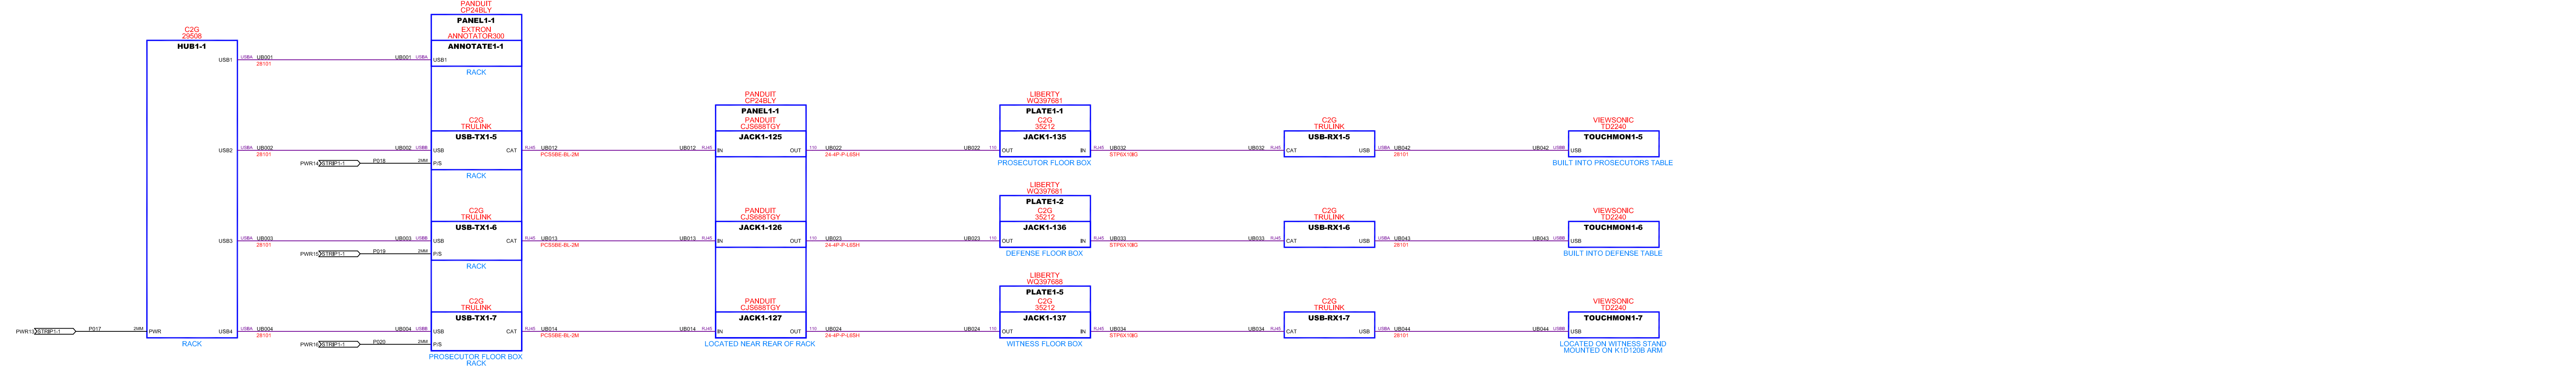 PANDUIT
CP24BLY
PANEL1-1
C2G
29508
EXTRON
ANNOTATOR300
HUB1-1
ANNOTATE1-1
USB1 USBA UB001 UB001 USBA USB1
28101
RACK
PANDUIT
CP24BLY
LIBERTY
WQ397681
PANEL1-1
PLATE1-1
C2G
TRULINK
PANDUIT
CJS688TGY
C2G
35212
C2G
TRULINK
VIEWSONIC
TD2240
USB-TX1-5
JACK1-125
JACK1-135
USB-RX1-5
TOUCHMON1-5
USB2 USBA UB002 UB002 USBB USB CAT RJ45 UB012 UB012 RJ45 IN OUT 110 UB022 UB022 110 OUT IN RJ45 UB032 UB032 RJ45 CAT USB USBA UB042 UB042 USBB USB
28101 PCS5BE-BL-2M 24-4P-P-L6SH 28101
PWR14 STRIP1-1 P018 2MM P/S
PROSECUTOR FLOOR BOX
BUILT INTO PROSECUTORS TABLE
RACK
LIBERTY
WQ397681
PLATE1-2
C2G
TRULINK
PANDUIT
CJS688TGY
C2G
35212
C2G
TRULINK
VIEWSONIC
TD2240
USB-TX1-6
JACK1-126
JACK1-136
USB-RX1-6
TOUCHMON1-6
USB3 USBA UB003 UB003 USBB USB CAT RJ45 UB013 UB013 RJ45 IN OUT 110 UB023 UB023 110 OUT IN RJ45 UB033 UB033 RJ45 CAT USB USBA UB043 UB043 USBB USB
28101 PCS5BE-BL-2M 24-4P-P-L6SH 28101
PWR15 STRIP1-1 P019 2MM P/S
DEFENSE FLOOR BOX
BUILT INTO DEFENSE TABLE
RACK
LIBERTY
WQ397688
PLATE1-5
C2G
TRULINK
PANDUIT
CJS688TGY
C2G
35212
C2G
TRULINK
VIEWSONIC
TD2240
USB-TX1-7
JACK1-127
JACK1-137
USB-RX1-7
TOUCHMON1-7
PWR13 STRIP1-1 P017 2MM PWR USB4 USBA UB004 UB004 USBB USB CAT RJ45 UB014 UB014 RJ45 IN OUT 110 UB024 UB024 110 OUT IN RJ45 UB034 UB034 RJ45 CAT USB USBA UB044 UB044 USBB USB
28101 PCS5BE-BL-2M 24-4P-P-L6SH 28101
PWR16 STRIP1-1 P020 2MM P/S
RACK
LOCATED NEAR REAR OF RACK
WITNESS FLOOR BOX
LOCATED ON WITNESS STAND
MOUNTED ON K1D120B ARM
PROSECUTOR FLOOR BOX
RACK